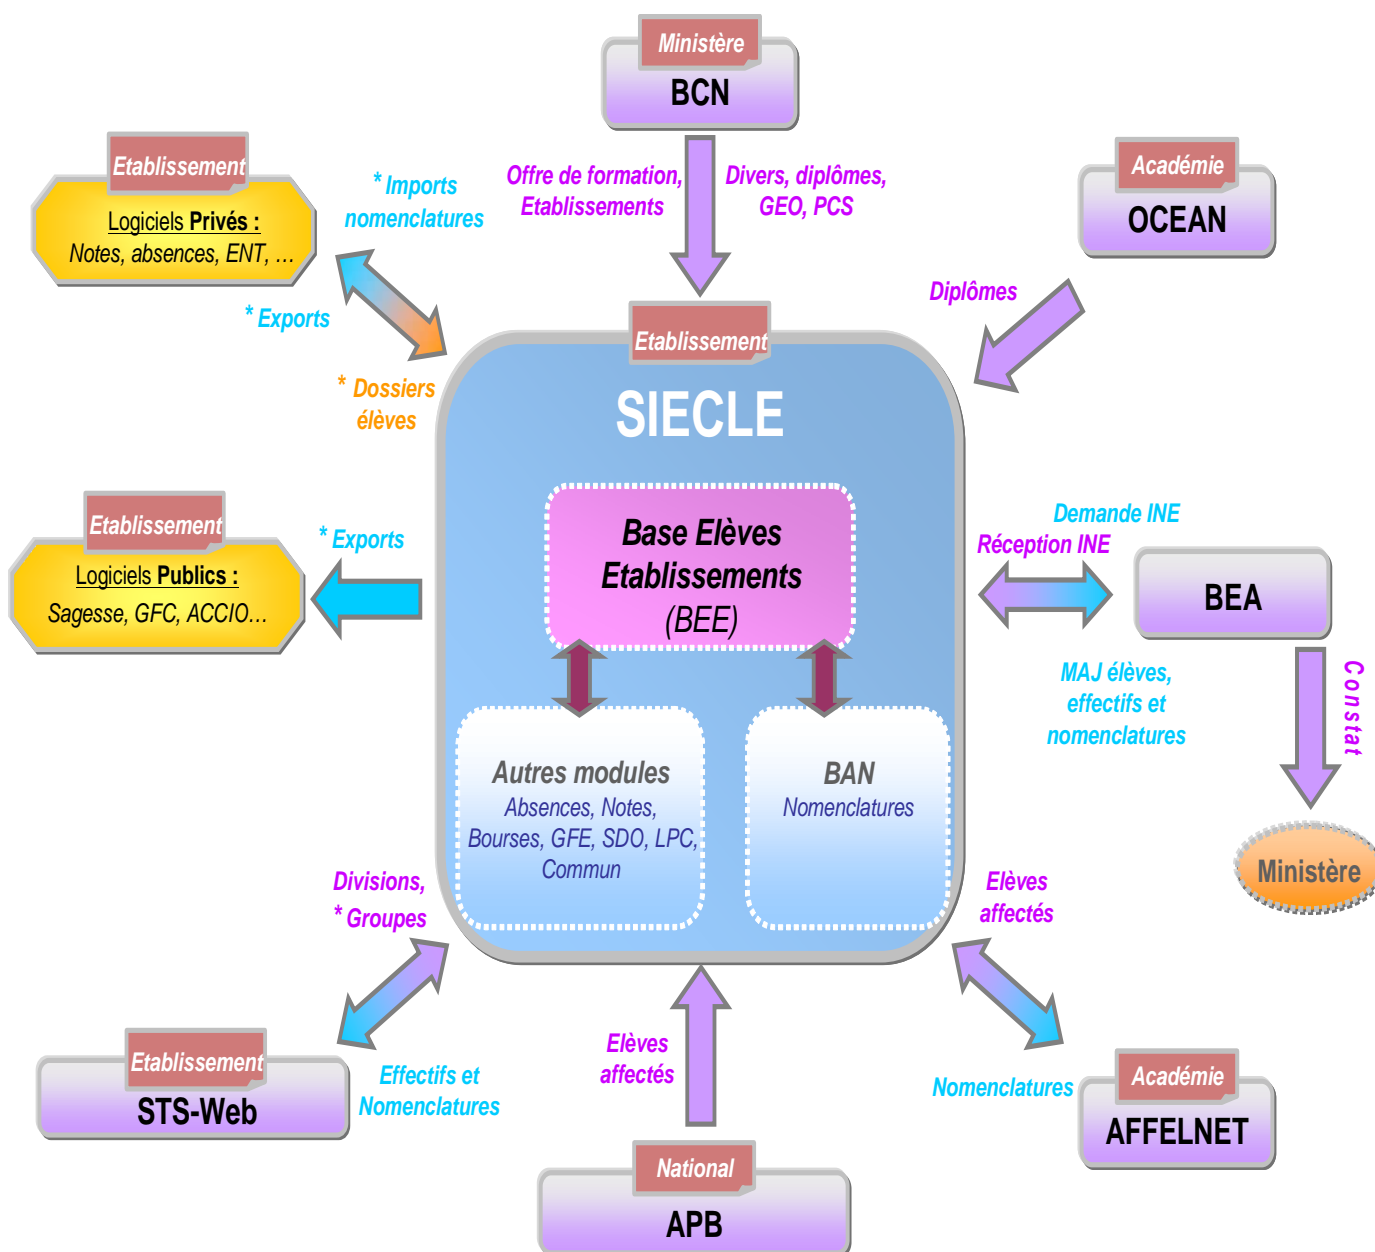 Ministère
BCN
Etablissement
Logiciels Privés :
Notes, absences, ENT, …
* Imports
nomenclatures
* Exports
* Dossiers
élèves
Offre de formation,
Etablissements
Divers, diplômes,
GEO, PCS
Académie
OCEAN
Diplômes
Etablissement
SIECLE
Base Elèves
Etablissements
(BEE)
Autres modules
Absences, Notes,
Bourses, GFE, SDO, LPC,
Commun
BAN
Nomenclatures
Etablissement
Logiciels Publics :
Sagesse, GFC, ACCIO…
* Exports
Demande INE
Réception INE
BEA
MAJ élèves,
effectifs et
nomenclatures
Constat
Ministère
Divisions,
* Groupes
Etablissement
STS-Web
Effectifs et
Nomenclatures
Elèves
affectés
National
APB
Elèves
affectés
Nomenclatures
Académie
AFFELNET